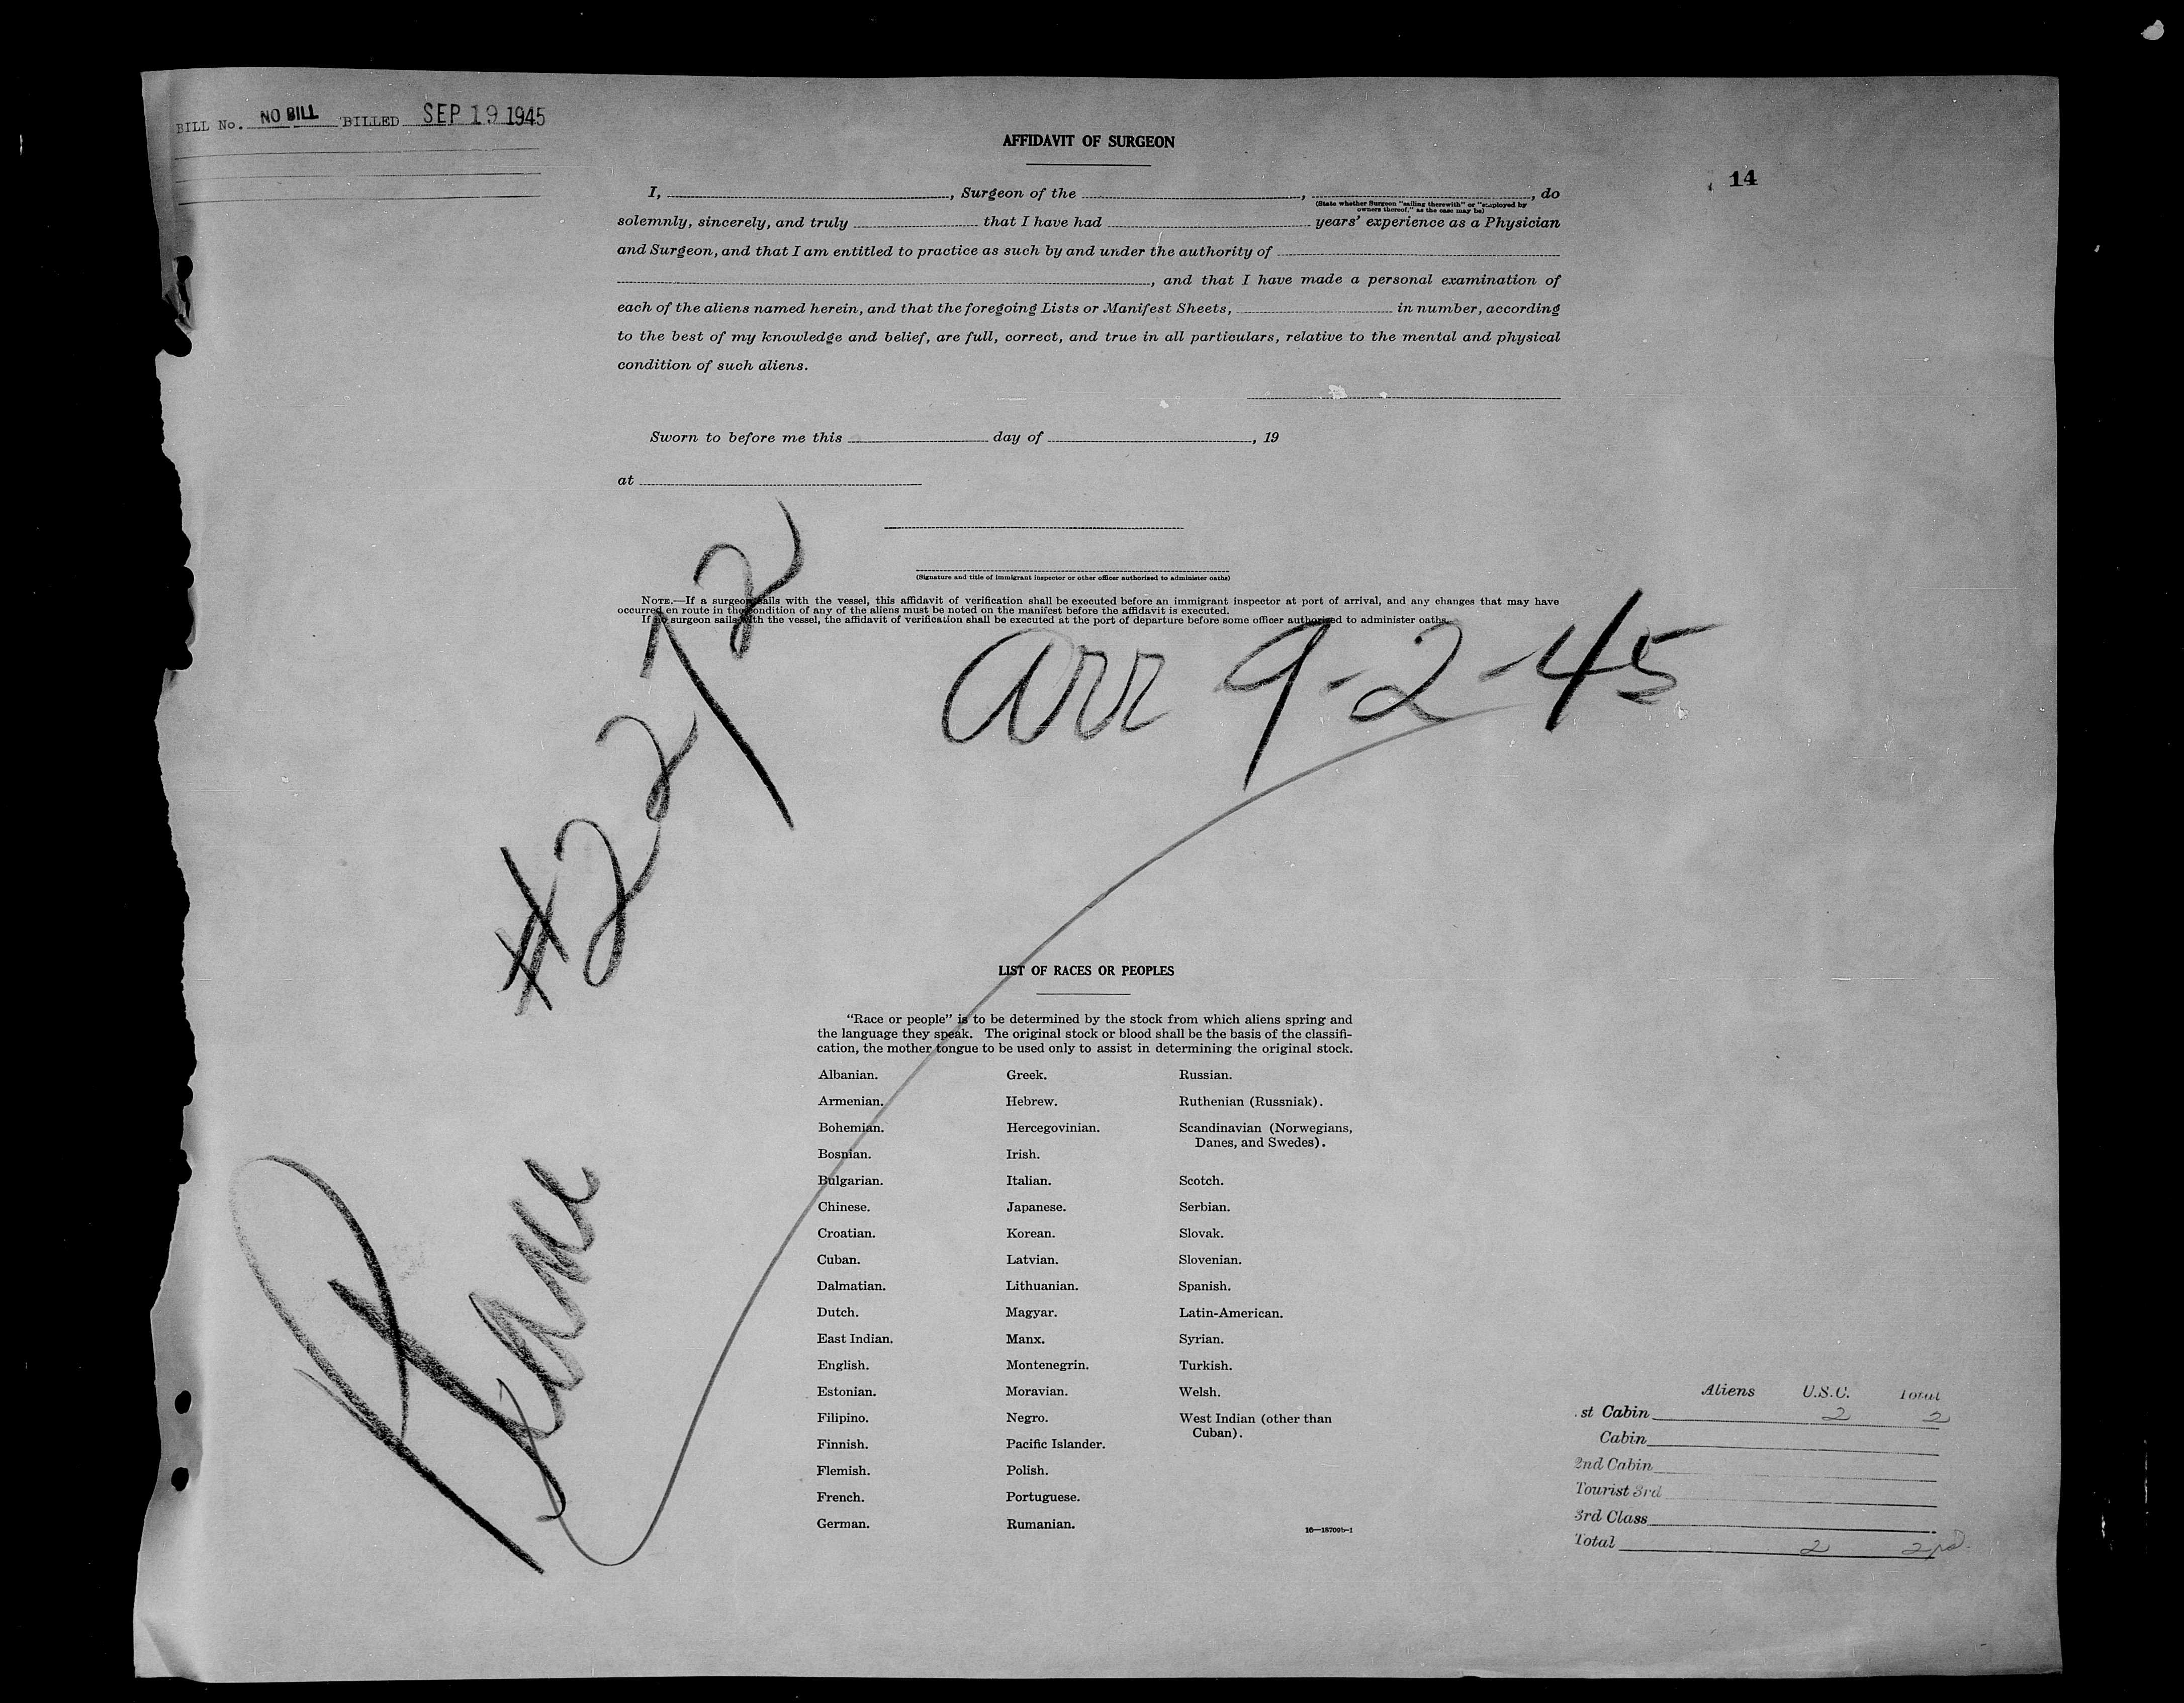 BILL No. NO BILL BILLED SEP 19 1945
AFFIDAVIT OF SURGEON
14
I, , Surgeon of the , , do
(State whether Surgeon "sailing therewith" or "employed by
owners thereof," as the case may be)
solemnly, sincerely, and truly that I have had years' experience as a Physician
and Surgeon, and that I am entitled to practice as such by and under the authority of
, and that I have made a personal examination of
each of the aliens named herein, and that the foregoing Lists or Manifest Sheets, in number, according
to the best of my knowledge and belief, are full, correct, and true in all particulars, relative to the mental and physical
condition of such aliens.
Sworn to before me this day of , 19
at
(Signature and title of immigrant inspector or other officer authorized to administer oaths)
NOTE.—If a surgeon sails with the vessel, this affidavit of verification shall be executed before an immigrant inspector at port of arrival, and any changes that may have
occurred en route in the condition of any of the aliens must be noted on the manifest before the affidavit is executed.
If no surgeon sails with the vessel, the affidavit of verification shall be executed at the port of departure before some officer authorized to administer oaths.
arr 9-2-45
#2272
Plane
LIST OF RACES OR PEOPLES
"Race or people" is to be determined by the stock from which aliens spring and
the language they speak. The original stock or blood shall be the basis of the classifi-
cation, the mother tongue to be used only to assist in determining the original stock.
Albanian.
Armenian.
Bohemian.
Bosnian.
Bulgarian.
Chinese.
Croatian.
Cuban.
Dalmatian.
Dutch.
East Indian.
English.
Estonian.
Filipino.
Finnish.
Flemish.
French.
German.
Greek.
Hebrew.
Hercegovinian.
Irish.
Italian.
Japanese.
Korean.
Latvian.
Lithuanian.
Magyar.
Manx.
Montenegrin.
Moravian.
Negro.
Pacific Islander.
Polish.
Portuguese.
Rumanian.
Russian.
Ruthenian (Russniak).
Scandinavian (Norwegians,
Danes, and Swedes).
Scotch.
Serbian.
Slovak.
Slovenian.
Spanish.
Latin-American.
Syrian.
Turkish.
Welsh.
West Indian (other than
Cuban).
16—18700b-1
Aliens U.S.C. Total
st Cabin 2 2
Cabin
2nd Cabin
Tourist 3rd
3rd Class
Total 2 2